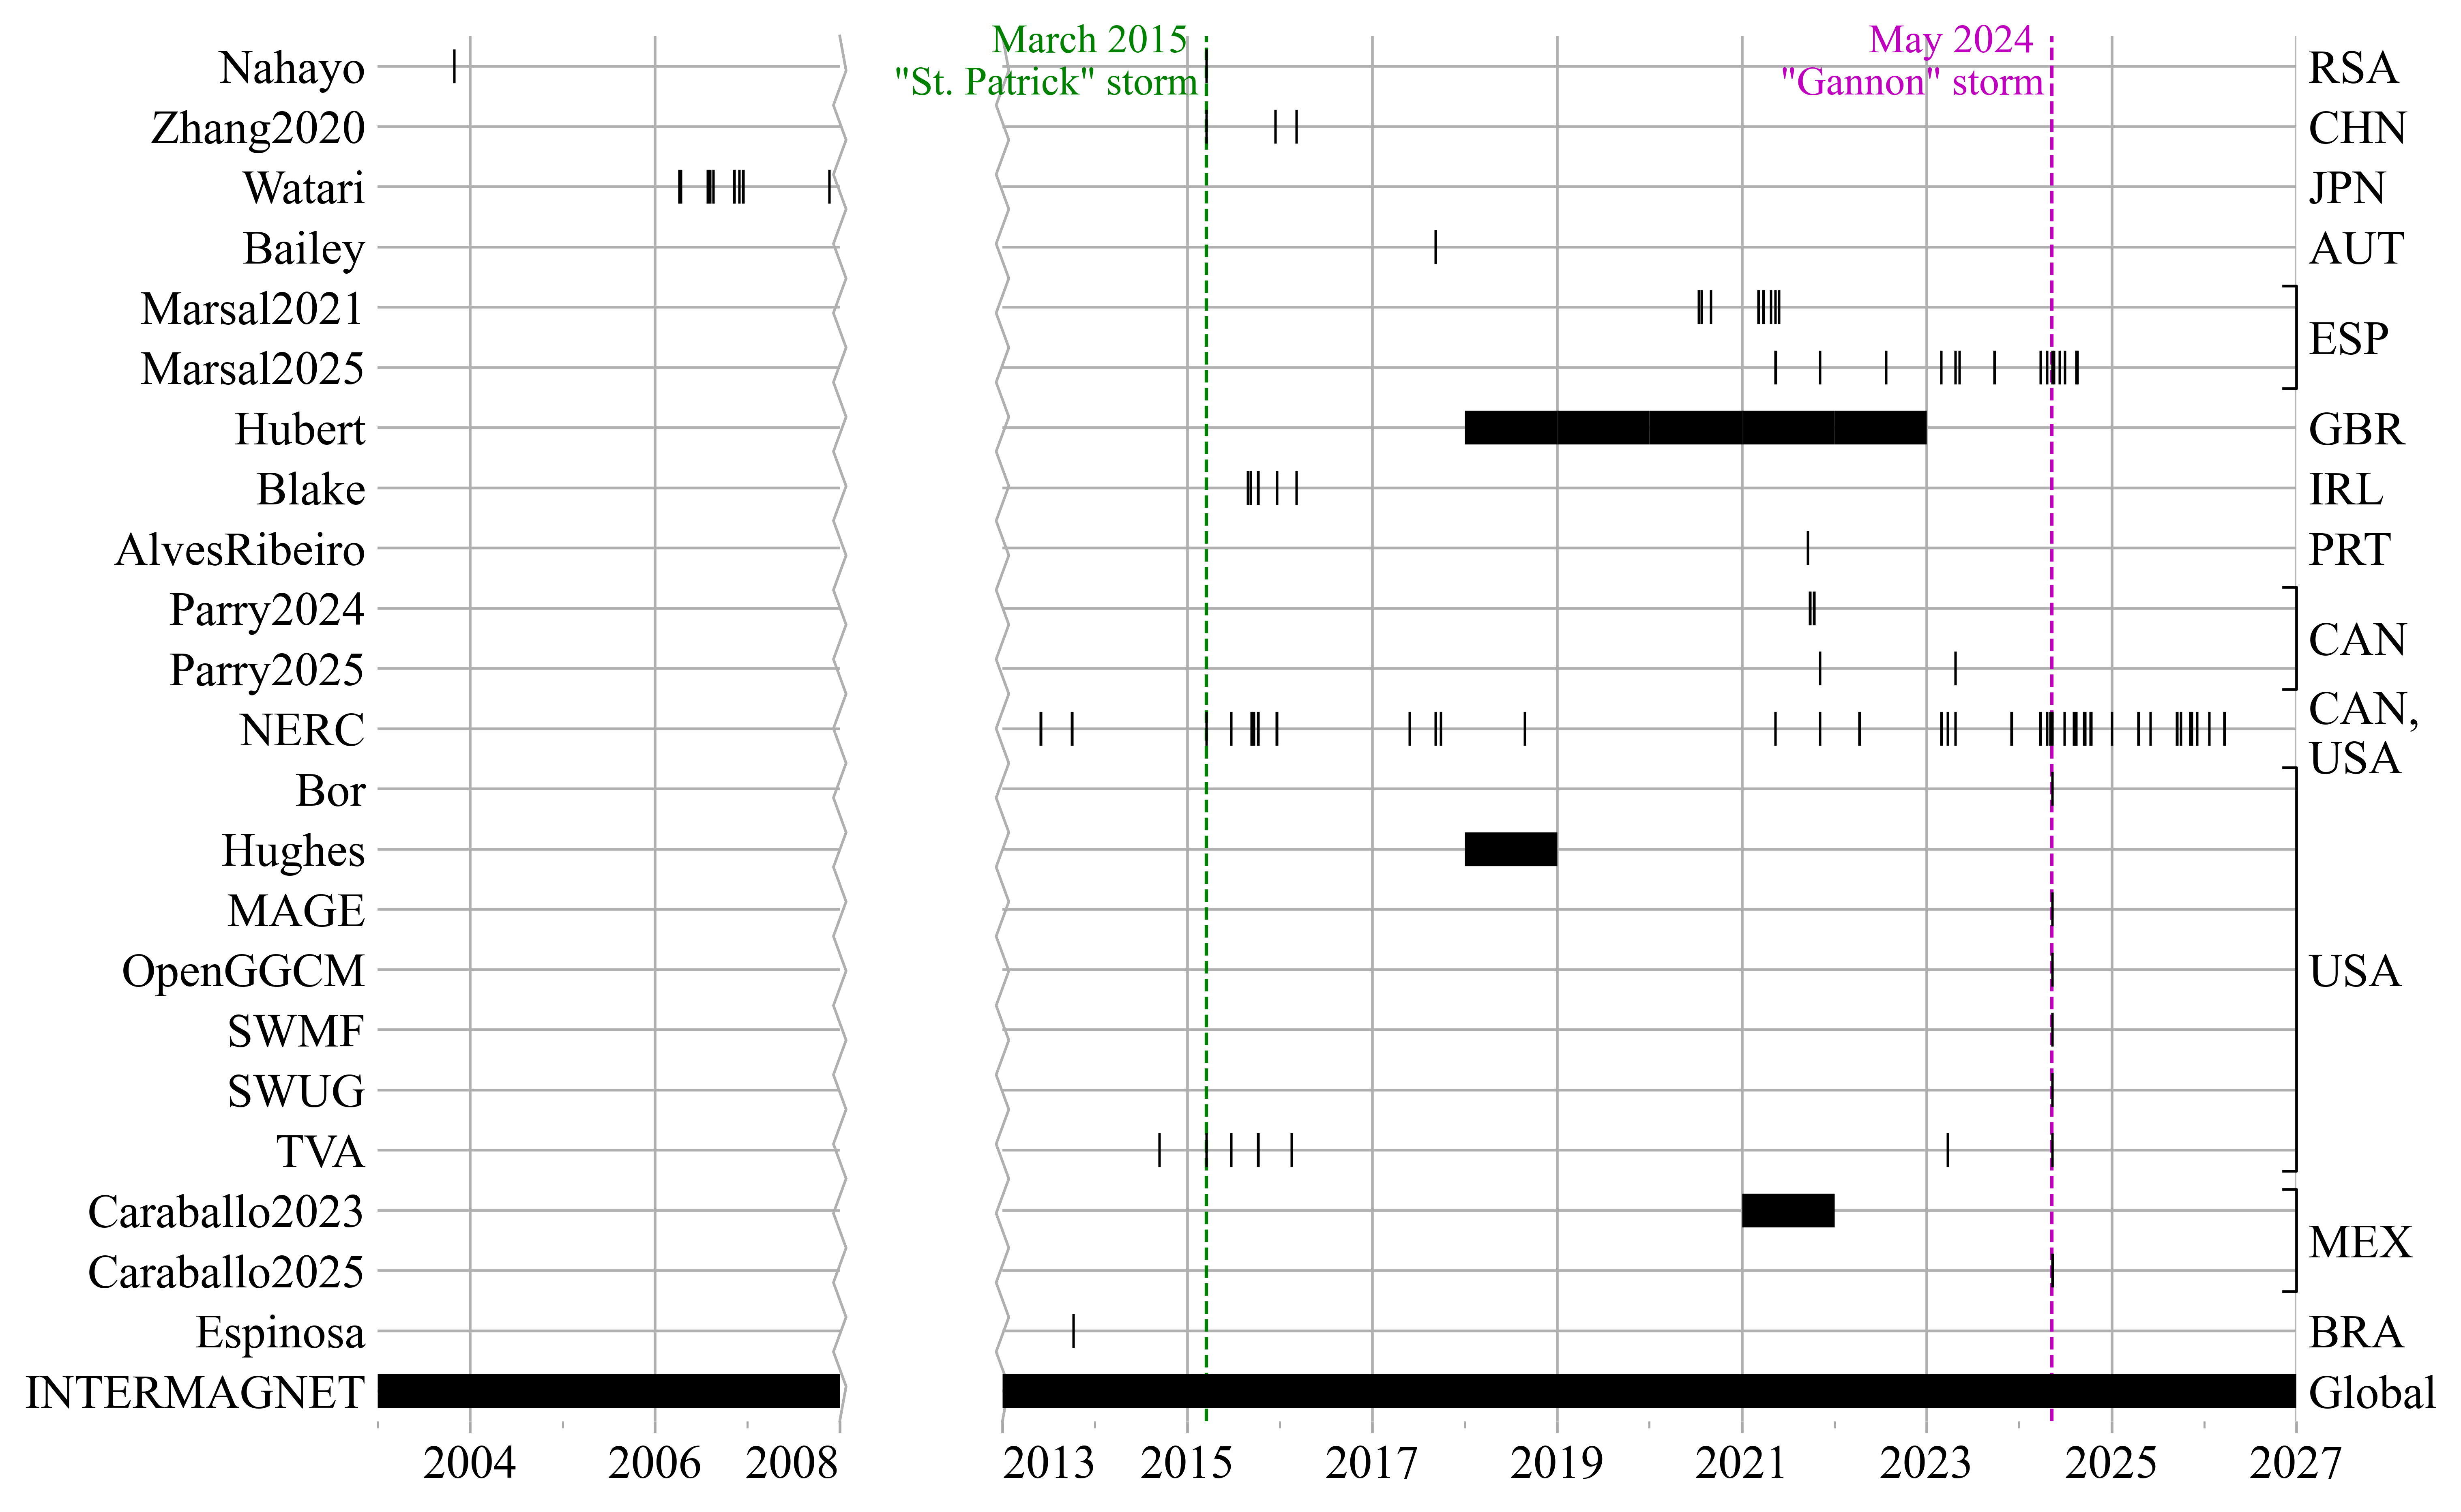 March 2015
"St. Patrick" storm
May 2024
"Gannon" storm
Nahayo
RSA
Zhang2020
CHN
Watari
JPN
Bailey
AUT
Marsal2021
Marsal2025
ESP
Hubert
GBR
Blake
IRL
AlvesRibeiro
PRT
Parry2024
Parry2025
CAN
NERC
CAN,
USA
Bor
Hughes
MAGE
OpenGGCM
SWMF
SWUG
TVA
USA
Caraballo2023
Caraballo2025
MEX
Espinosa
BRA
INTERMAGNET
Global
2004 2006 2008 2013 2015 2017 2019 2021 2023 2025 2027